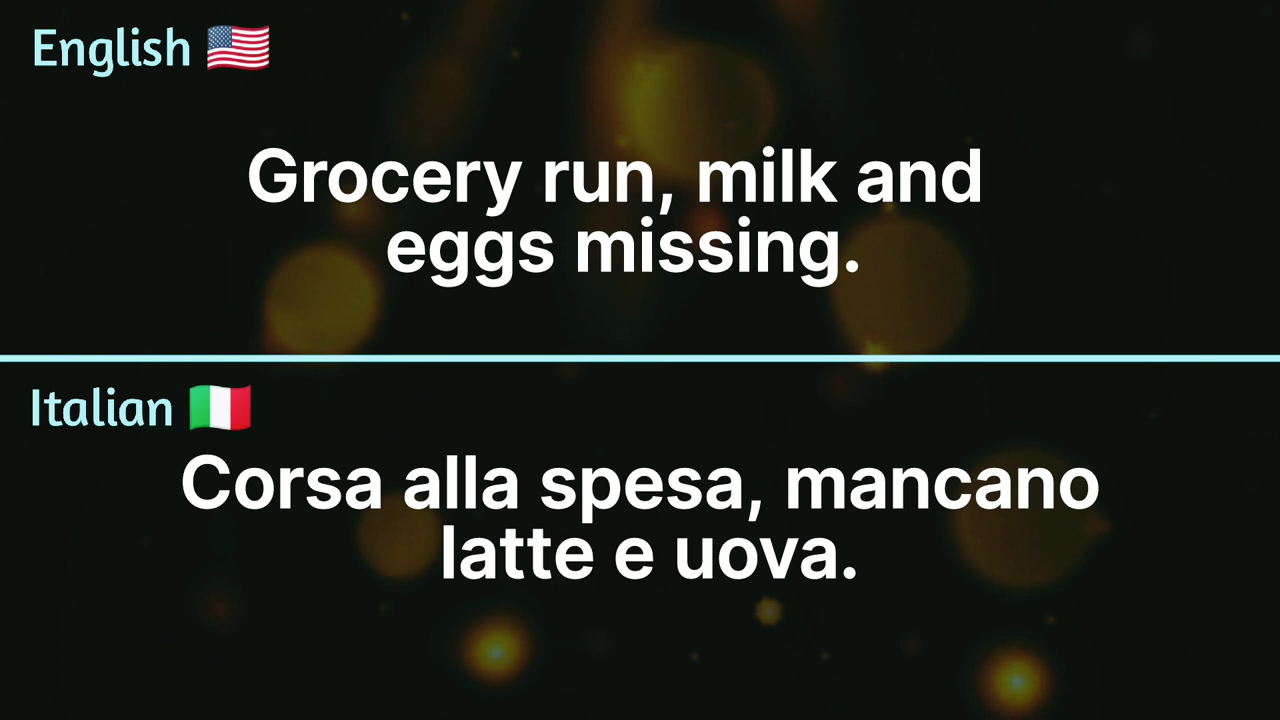 English 🇺🇸
Grocery run, milk and
eggs missing.
Italian 🇮🇹
Corsa alla spesa, mancano
latte e uova.